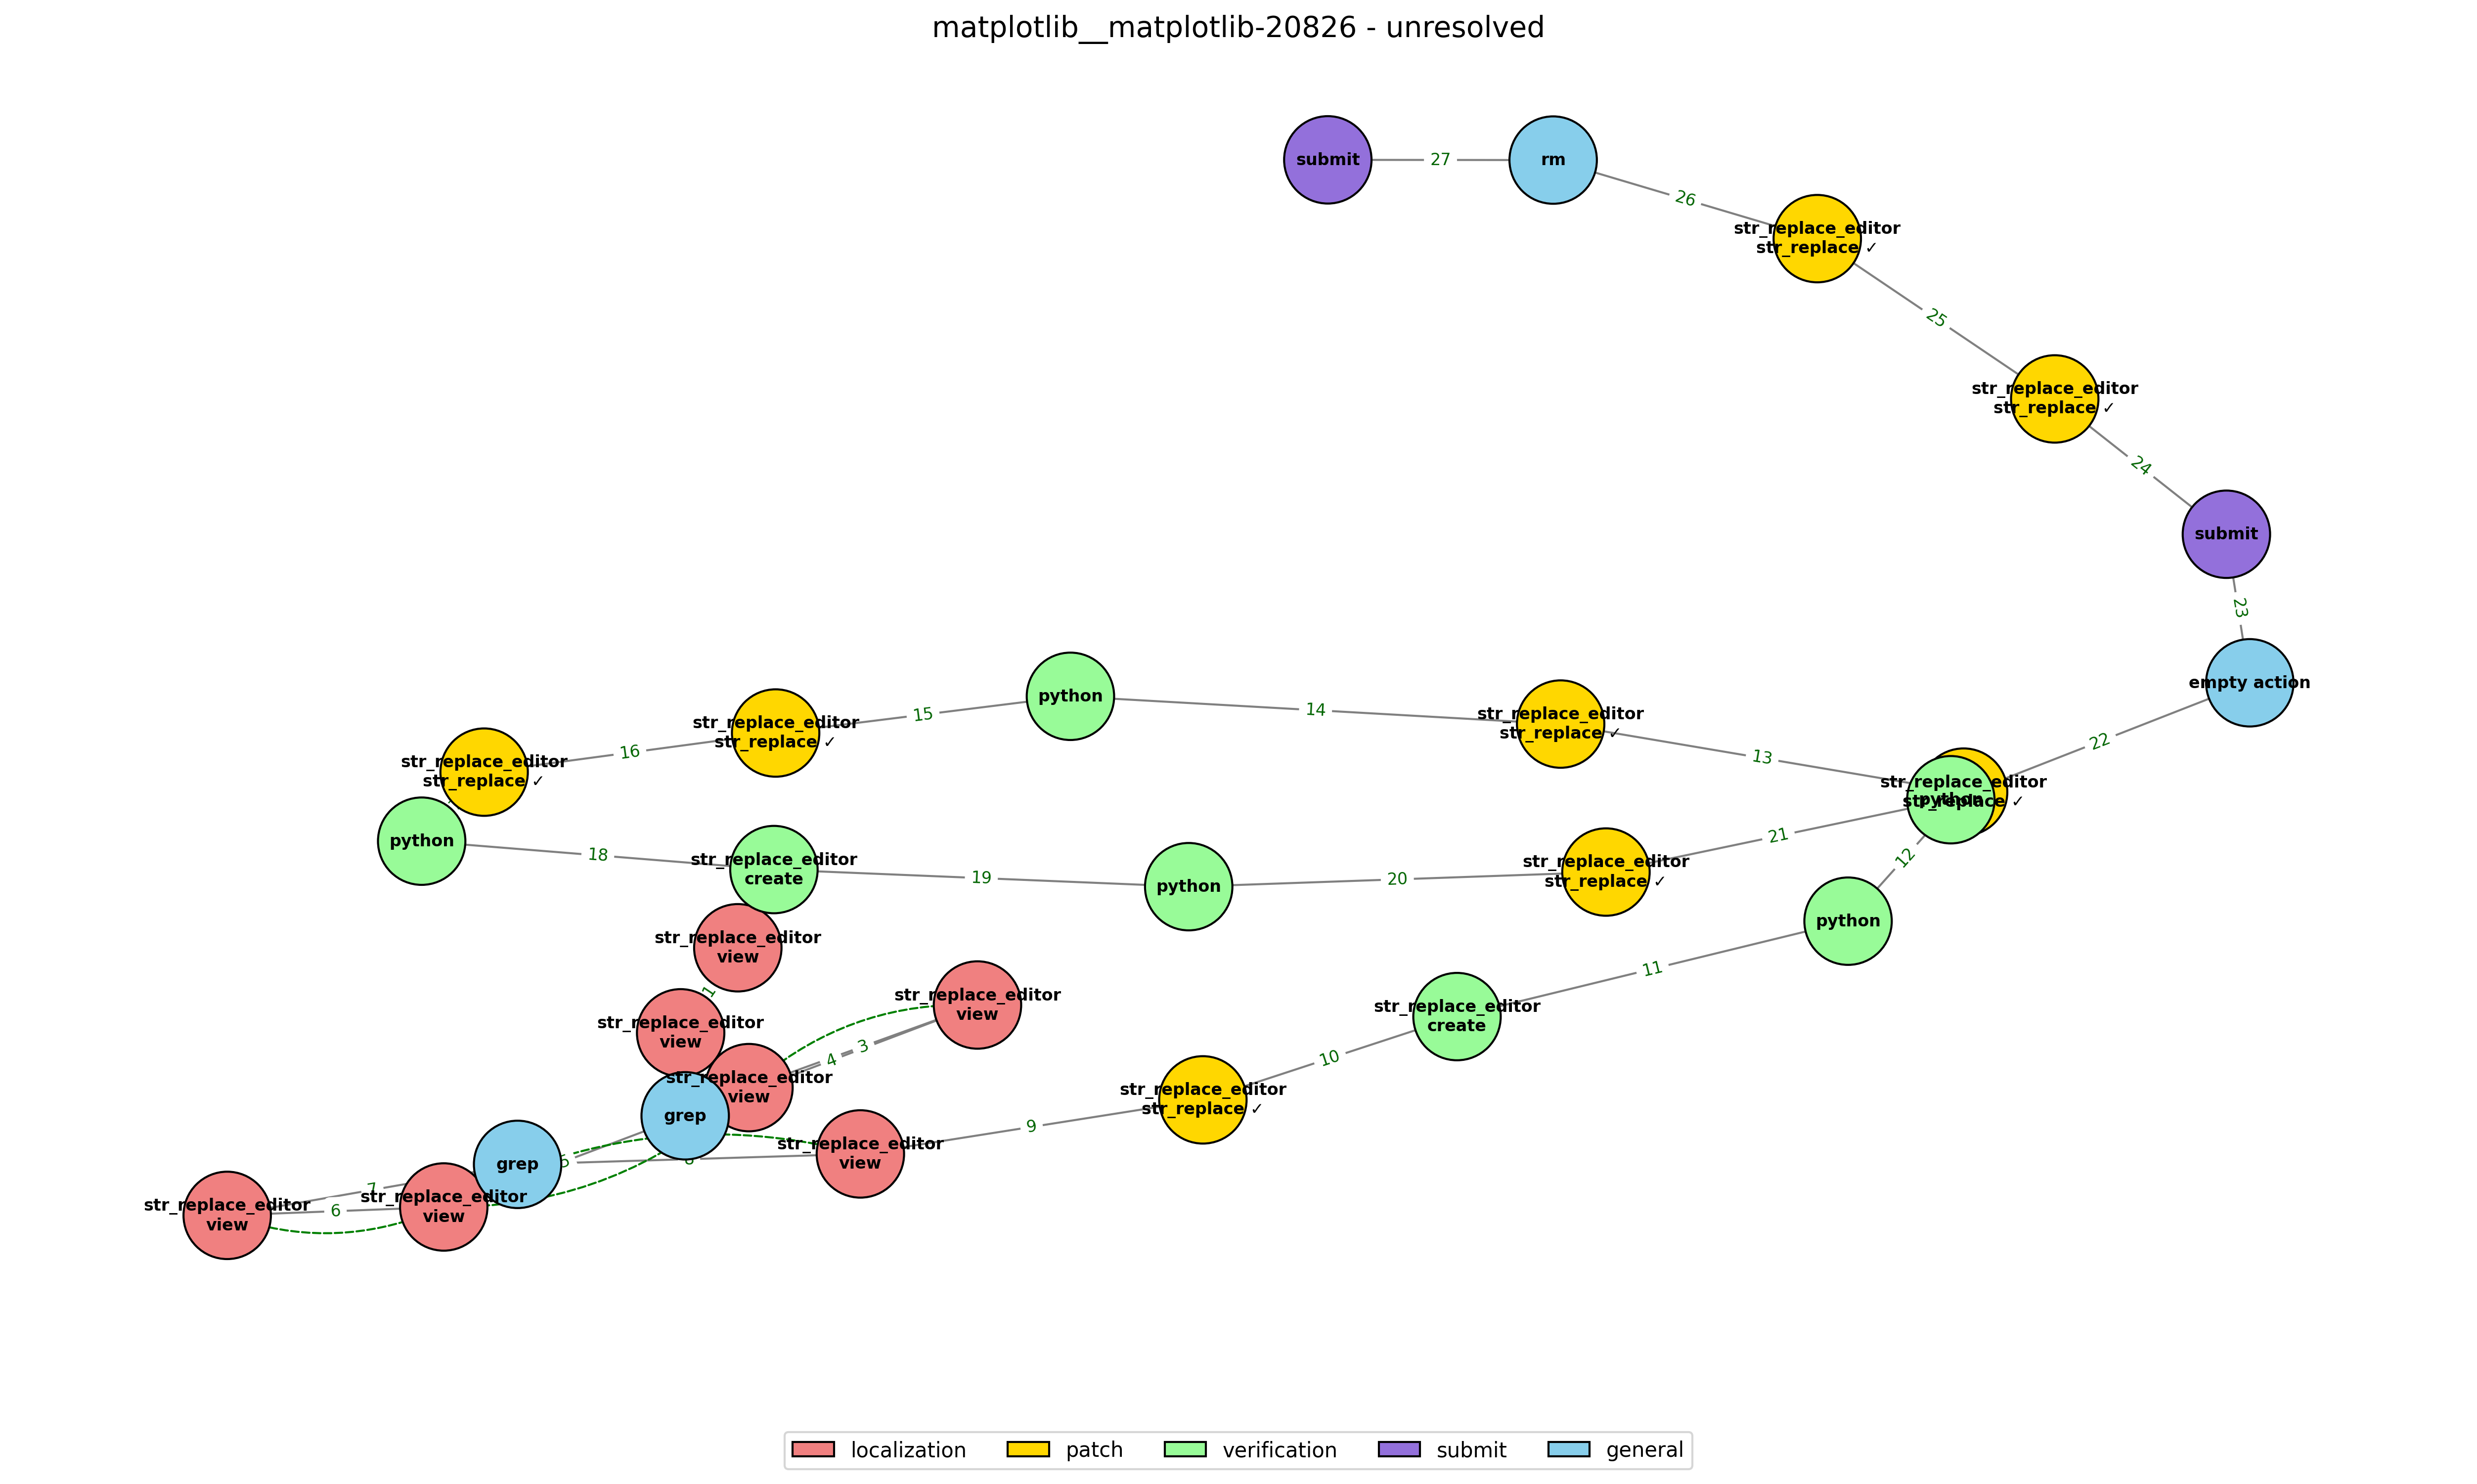 matplotlib__matplotlib-20826 - unresolved
submit
27
rm
26
str_replace_editor
str_replace ✓
25
str_replace_editor
str_replace ✓
24
submit
23
empty action
22
python
14
str_replace_editor
str_replace ✓
13
str_replace_editor
str_replace ✓
python
15
str_replace_editor
str_replace ✓
16
str_replace_editor
str_replace ✓
python
18
str_replace_editor
create
19
python
20
str_replace_editor
str_replace ✓
21
12
python
11
str_replace_editor
create
10
str_replace_editor
str_replace ✓
9
str_replace_editor
view
1
str_replace_editor
view
str_replace_editor
view
3
4
str_replace_editor
view
grep
grep
5
8
str_replace_editor
view
7
6
str_replace_editor
view
str_replace_editor
view
localization
patch
verification
submit
general